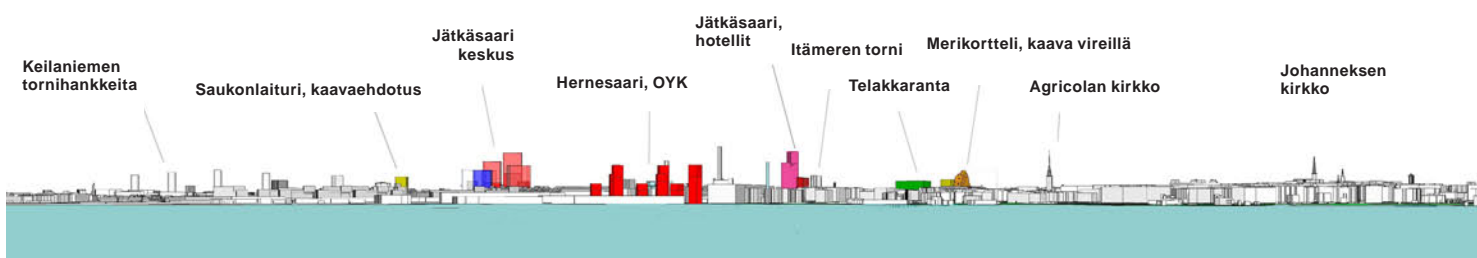 Keilaniemen
tornihankkeita
Saukonlaituri, kaavaehdotus
Jätkäsaari
keskus
Hernesaari, OYK
Jätkäsaari,
hotellit
Itämeren torni
Telakkaranta
Merikortteli, kaava vireillä
Agricolan kirkko
Johanneksen
kirkko